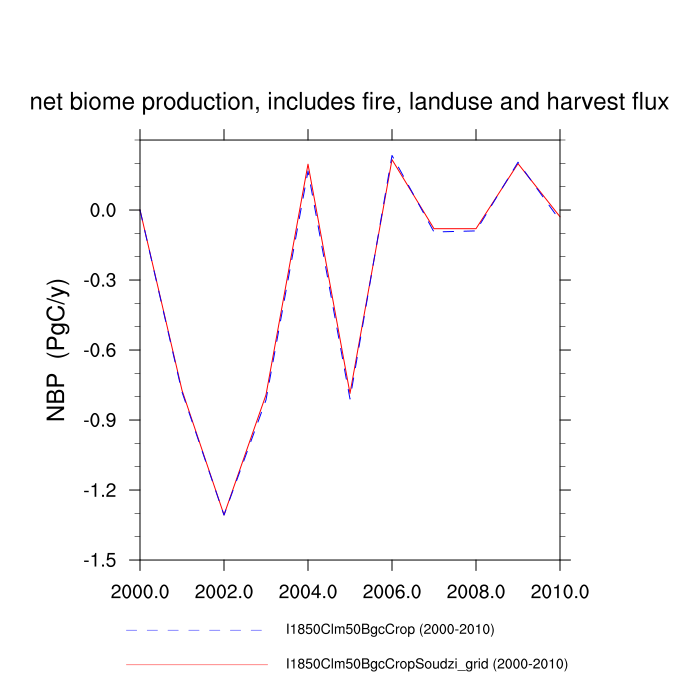 net biome production, includes fire, landuse and harvest flux
NBP (PgC/y)
0.0
-0.3
-0.6
-0.9
-1.2
-1.5
2000.0 2002.0 2004.0 2006.0 2008.0 2010.0
I1850Clm50BgcCrop (2000-2010)
I1850Clm50BgcCropSoudzi_grid (2000-2010)